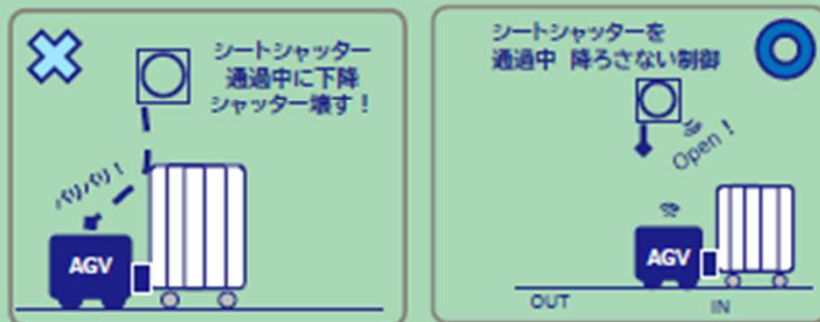 シートシャッター
通過中に下降
シャッター壊す！
バリバリ！
AGV
シートシャッターを
通過中 降ろさない制御
Open！
AGV
OUT
IN